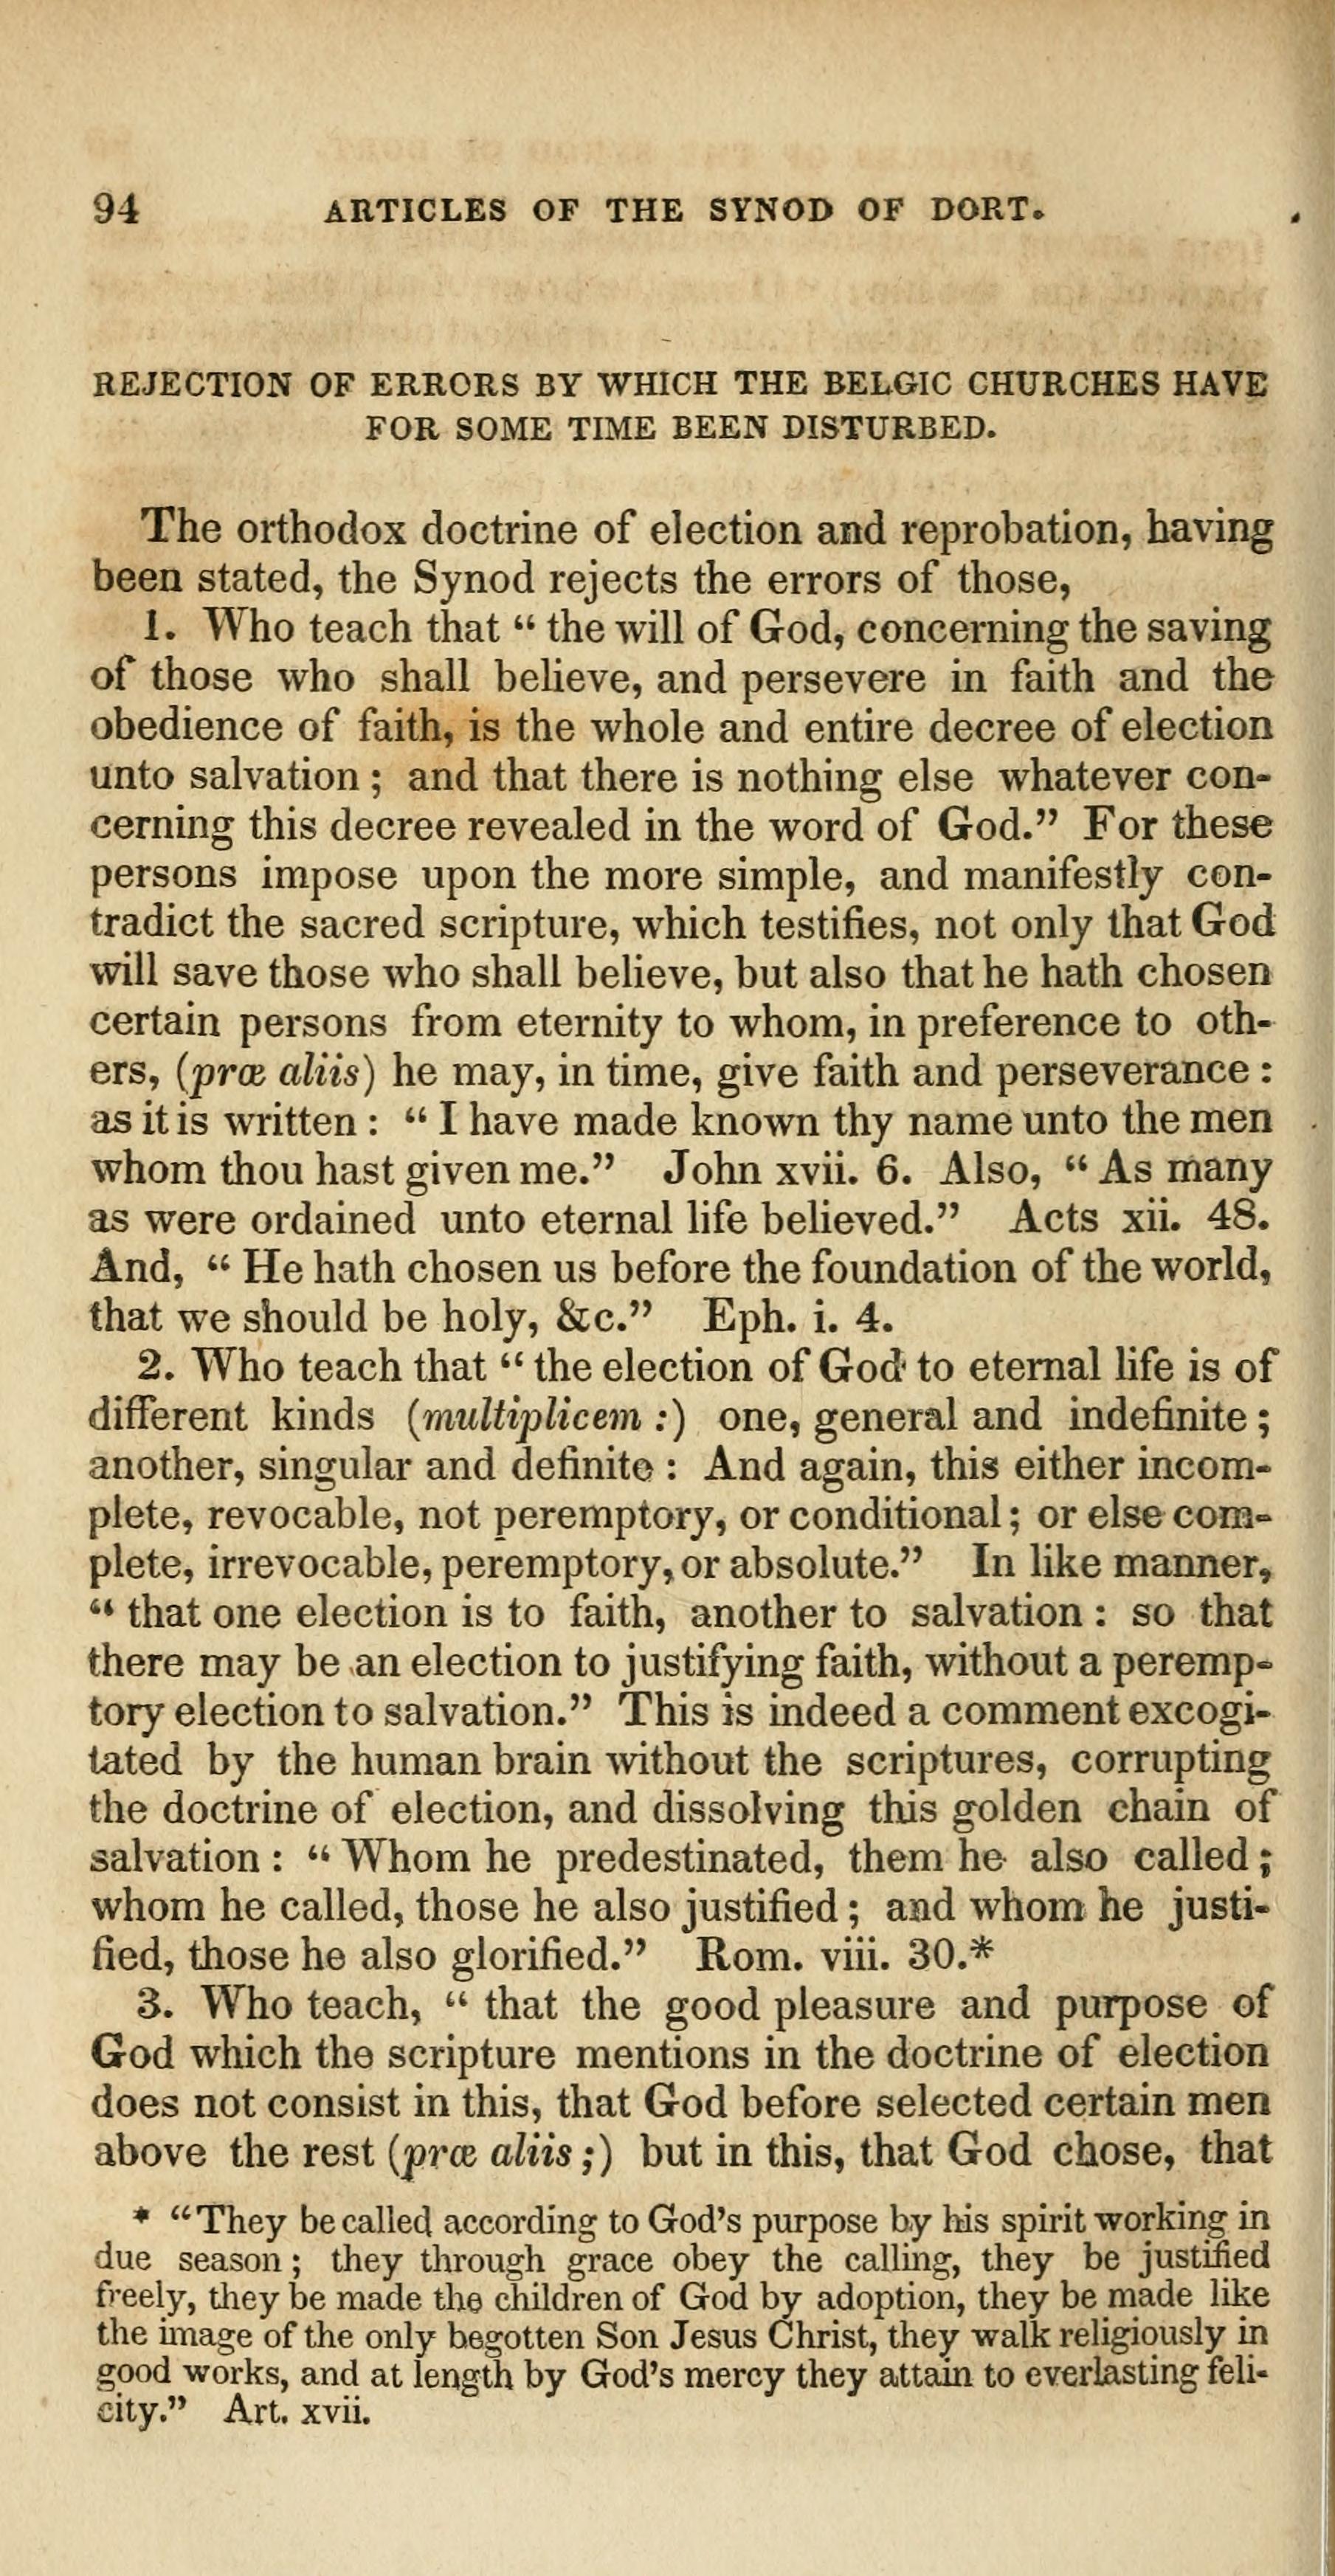 94 ARTICLES OF THE SYNOD OF DORT.
REJECTION OF ERRORS BY WHICH THE BELGIC CHURCHES HAVE
FOR SOME TIME BEEN DISTURBED.
The orthodox doctrine of election and reprobation, having
been stated, the Synod rejects the errors of those,
1. Who teach that “ the will of God, concerning the saving
of those who shall believe, and persevere in faith and the
obedience of faith, is the whole and entire decree of election
unto salvation ; and that there is nothing else whatever con-
cerning this decree revealed in the word of God.” For these
persons impose upon the more simple, and manifestly con-
tradict the sacred scripture, which testifies, not only that God
will save those who shall believe, but also that he hath chosen
certain persons from eternity to whom, in preference to oth-
ers, (præ aliis) he may, in time, give faith and perseverance :
as it is written : “ I have made known thy name unto the men
whom thou hast given me.” John xvii. 6. Also, “ As many
as were ordained unto eternal life believed.” Acts xii. 48.
And, “ He hath chosen us before the foundation of the world,
that we should be holy, &c.” Eph. i. 4.
2. Who teach that “ the election of God to eternal life is of
different kinds (multiplicem :) one, general and indefinite ;
another, singular and definite : And again, this either incom-
plete, revocable, not peremptory, or conditional ; or else com-
plete, irrevocable, peremptory, or absolute.” In like manner,
“ that one election is to faith, another to salvation : so that
there may be an election to justifying faith, without a peremp-
tory election to salvation.” This is indeed a comment excogi-
tated by the human brain without the scriptures, corrupting
the doctrine of election, and dissolving this golden chain of
salvation : “ Whom he predestinated, them he also called ;
whom he called, those he also justified ; and whom he justi-
fied, those he also glorified.” Rom. viii. 30.*
3. Who teach, “ that the good pleasure and purpose of
God which the scripture mentions in the doctrine of election
does not consist in this, that God before selected certain men
above the rest (præ aliis ;) but in this, that God chose, that
* “They be called according to God's purpose by his spirit working in
due season ; they through grace obey the calling, they be justified
freely, they be made the children of God by adoption, they be made like
the image of the only begotten Son Jesus Christ, they walk religiously in
good works, and at length by God's mercy they attain to everlasting feli-
city.” Art. xvii.